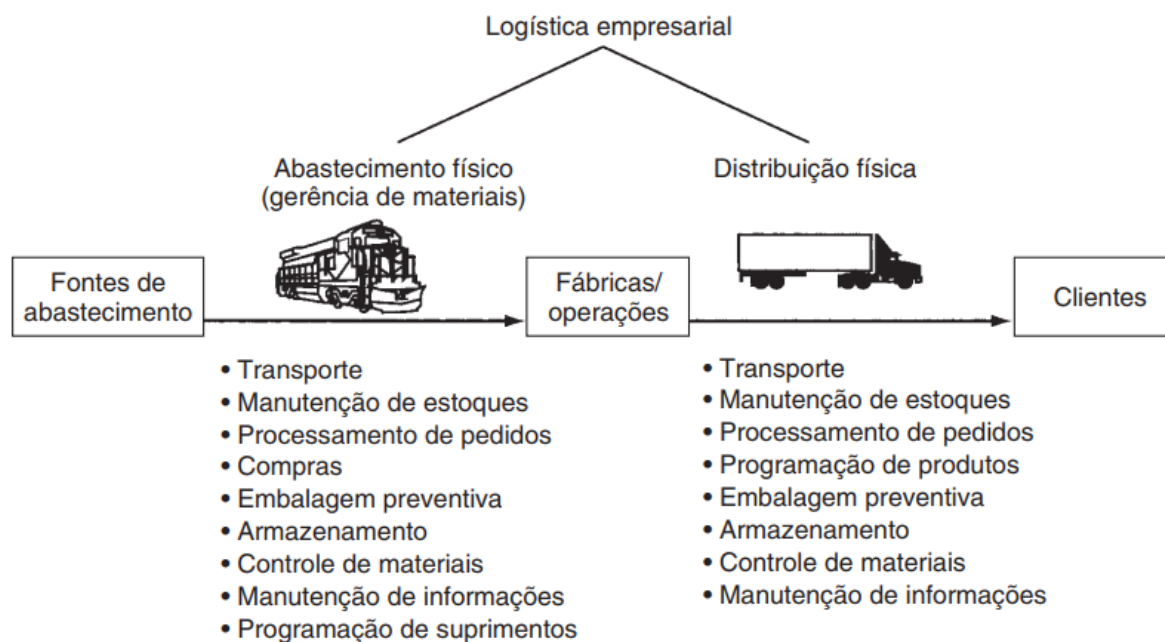 Logística empresarial
Abastecimento físico
(gerência de materiais)
Distribuição física
Fontes de
abastecimento
Fábricas/
operações
Clientes
• Transporte
• Manutenção de estoques
• Processamento de pedidos
• Compras
• Embalagem preventiva
• Armazenamento
• Controle de materiais
• Manutenção de informações
• Programação de suprimentos
• Transporte
• Manutenção de estoques
• Processamento de pedidos
• Programação de produtos
• Embalagem preventiva
• Armazenamento
• Controle de materiais
• Manutenção de informações